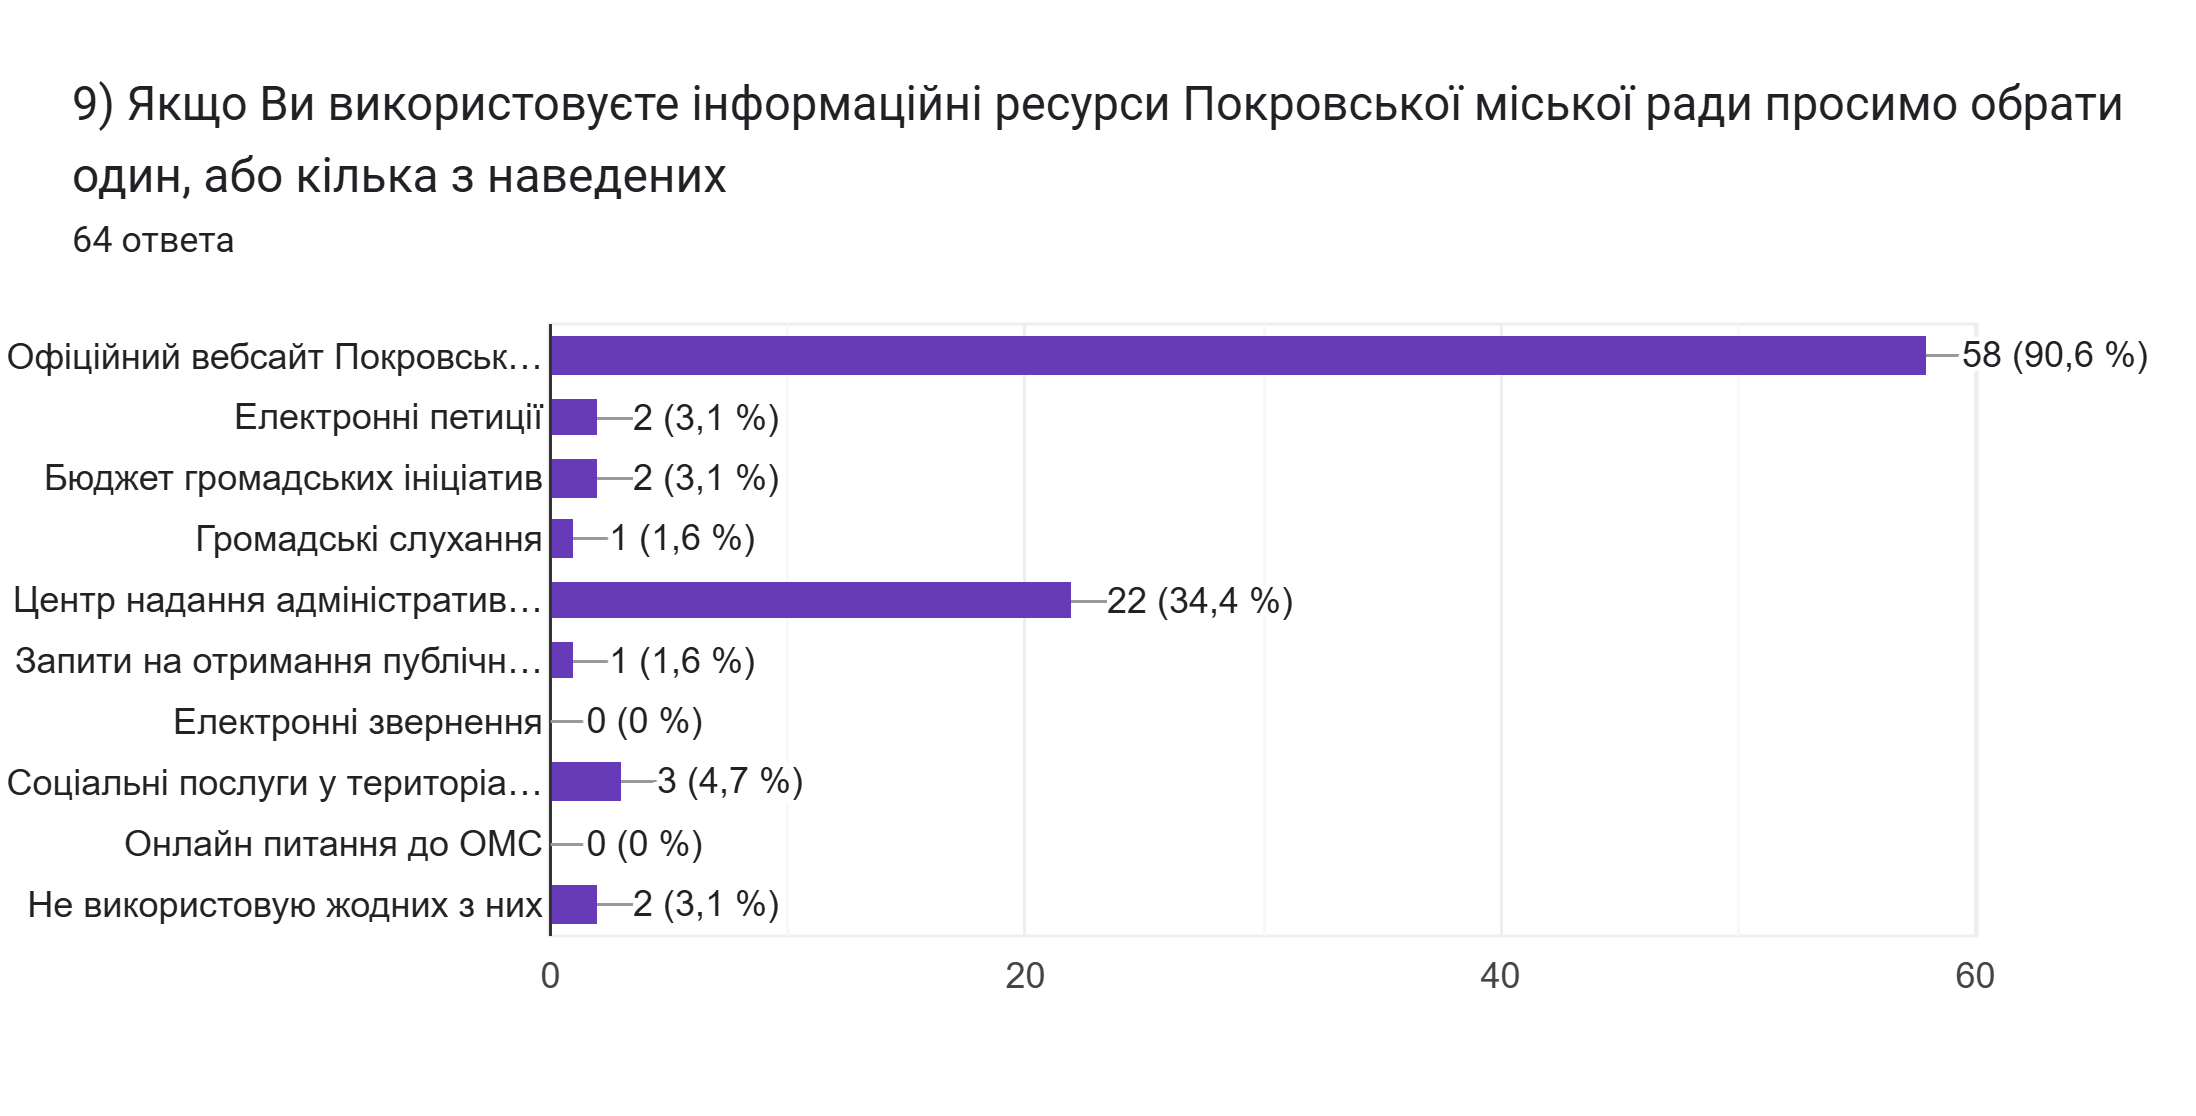 9) Якщо Ви використовуєте інформаційні ресурси Покровської міської ради просимо обрати
один, або кілька з наведених
64 ответа
Офіційний вебсайт Покровськ… 58 (90,6 %)
Електронні петиції 2 (3,1 %)
Бюджет громадських ініціатив 2 (3,1 %)
Громадські слухання 1 (1,6 %)
Центр надання адміністратив… 22 (34,4 %)
Запити на отримання публічн… 1 (1,6 %)
Електронні звернення 0 (0 %)
Соціальні послуги у територіа… 3 (4,7 %)
Онлайн питання до ОМС 0 (0 %)
Не використовую жодних з них 2 (3,1 %)
0 20 40 60